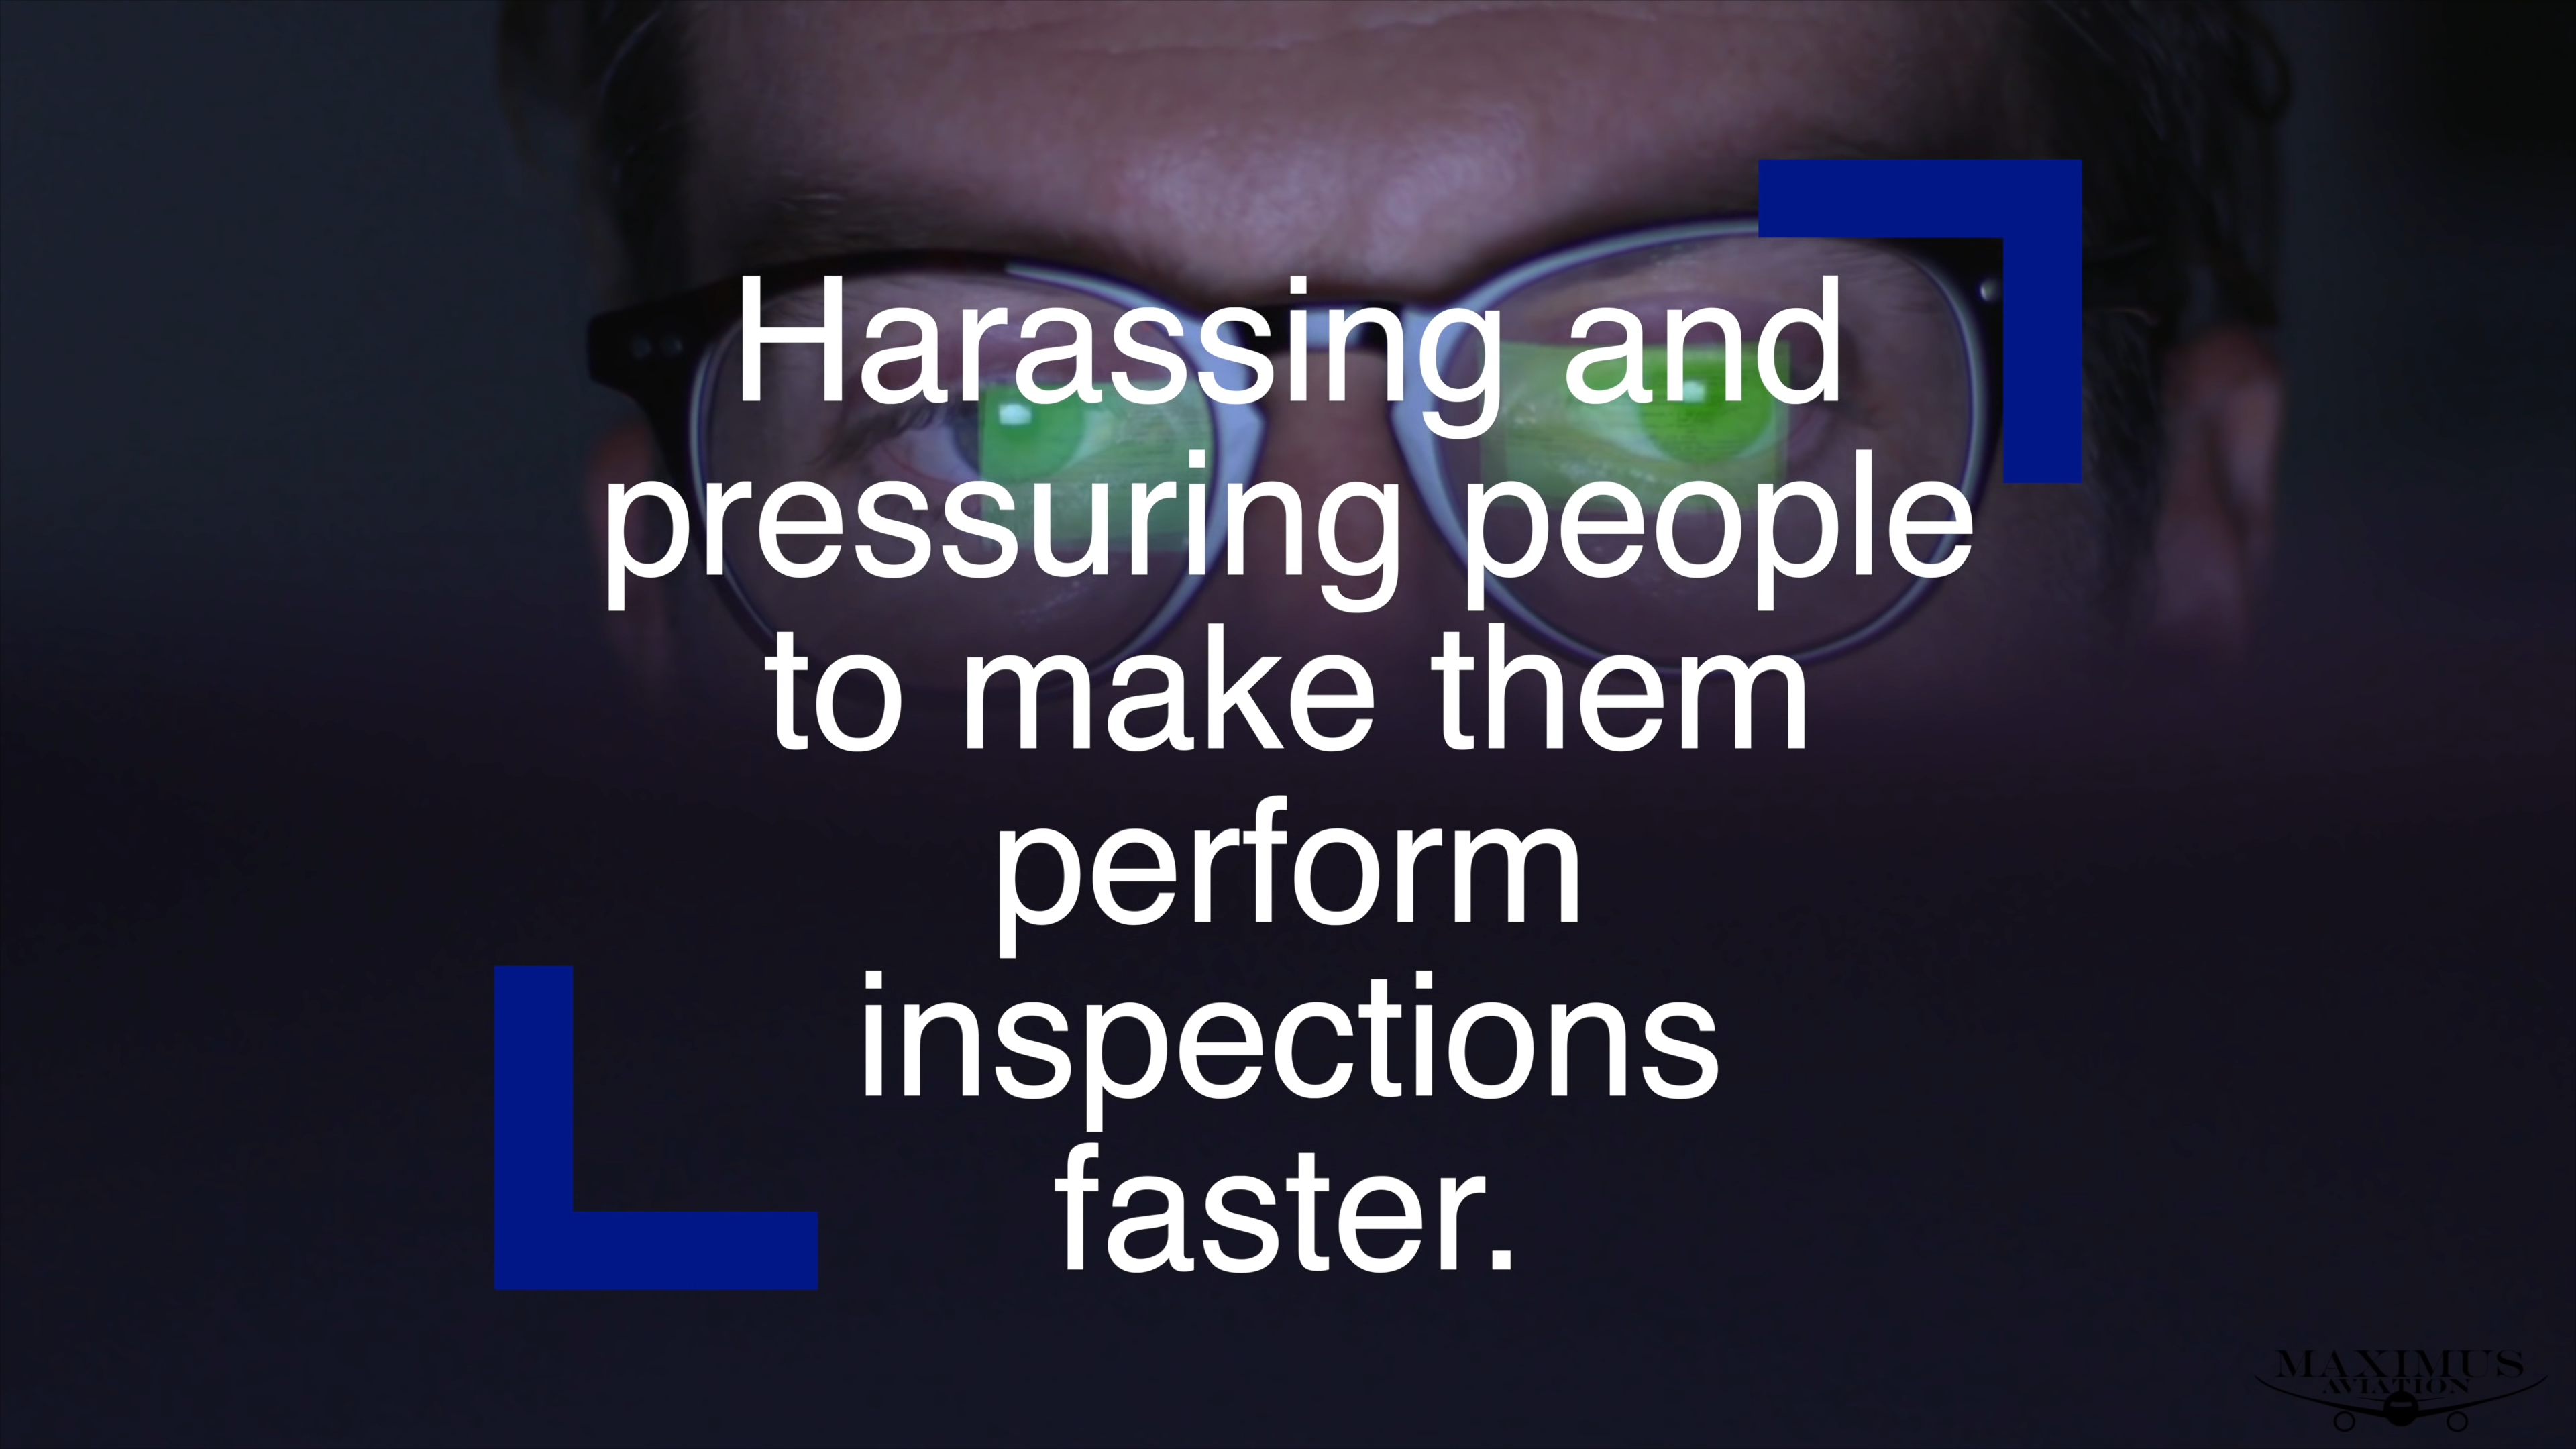 Harassing and
pressuring people
to make them
perform
inspections
faster.
MAXIMUS
AVIATION